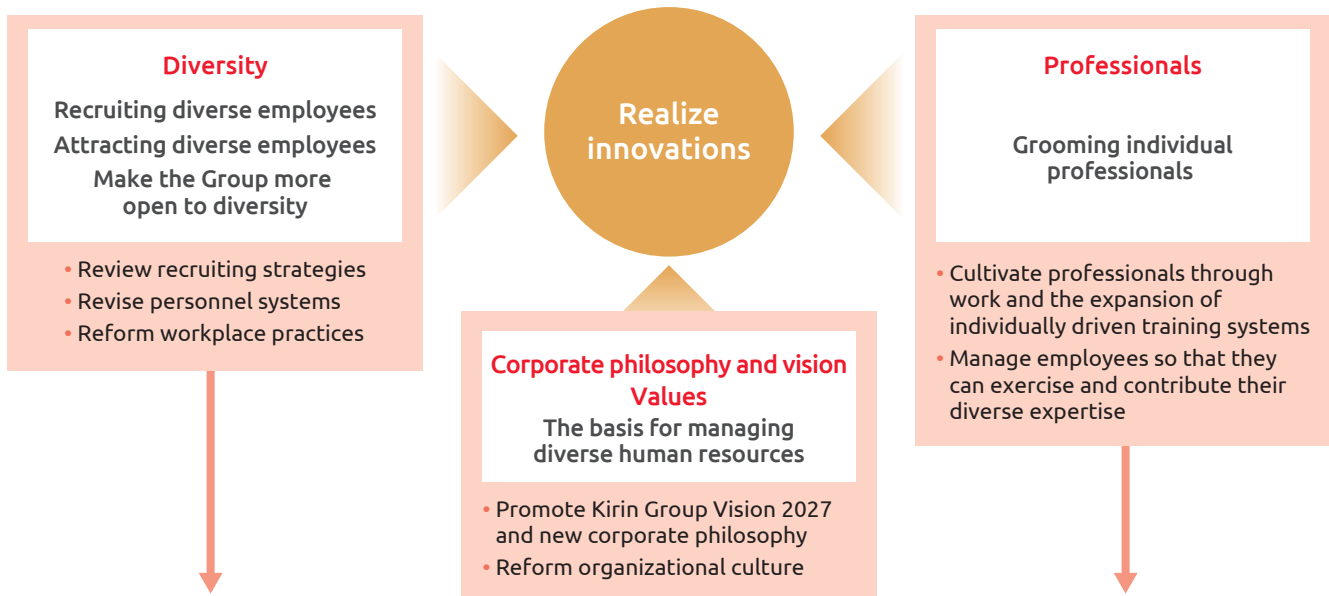 Diversity
Recruiting diverse employees
Attracting diverse employees
Make the Group more
open to diversity
• Review recruiting strategies
• Revise personnel systems
• Reform workplace practices
Realize
innovations
Corporate philosophy and vision
Values
The basis for managing
diverse human resources
• Promote Kirin Group Vision 2027
and new corporate philosophy
• Reform organizational culture
Professionals
Grooming individual
professionals
• Cultivate professionals through
work and the expansion of
individually driven training systems
• Manage employees so that they
can exercise and contribute their
diverse expertise